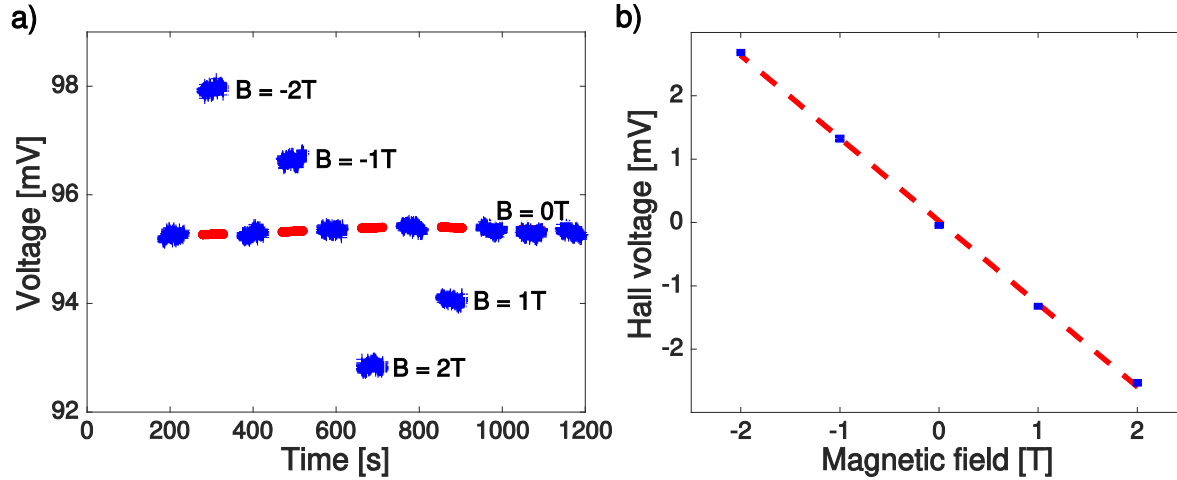 a)
Voltage [mV]
98
96
94
92
0 200 400 600 800 1000 1200
Time [s]
B = -2T
B = -1T
B = 0T
B = 1T
B = 2T
b)
Hall voltage [mV]
2
1
0
-1
-2
-2 -1 0 1 2
Magnetic field [T]